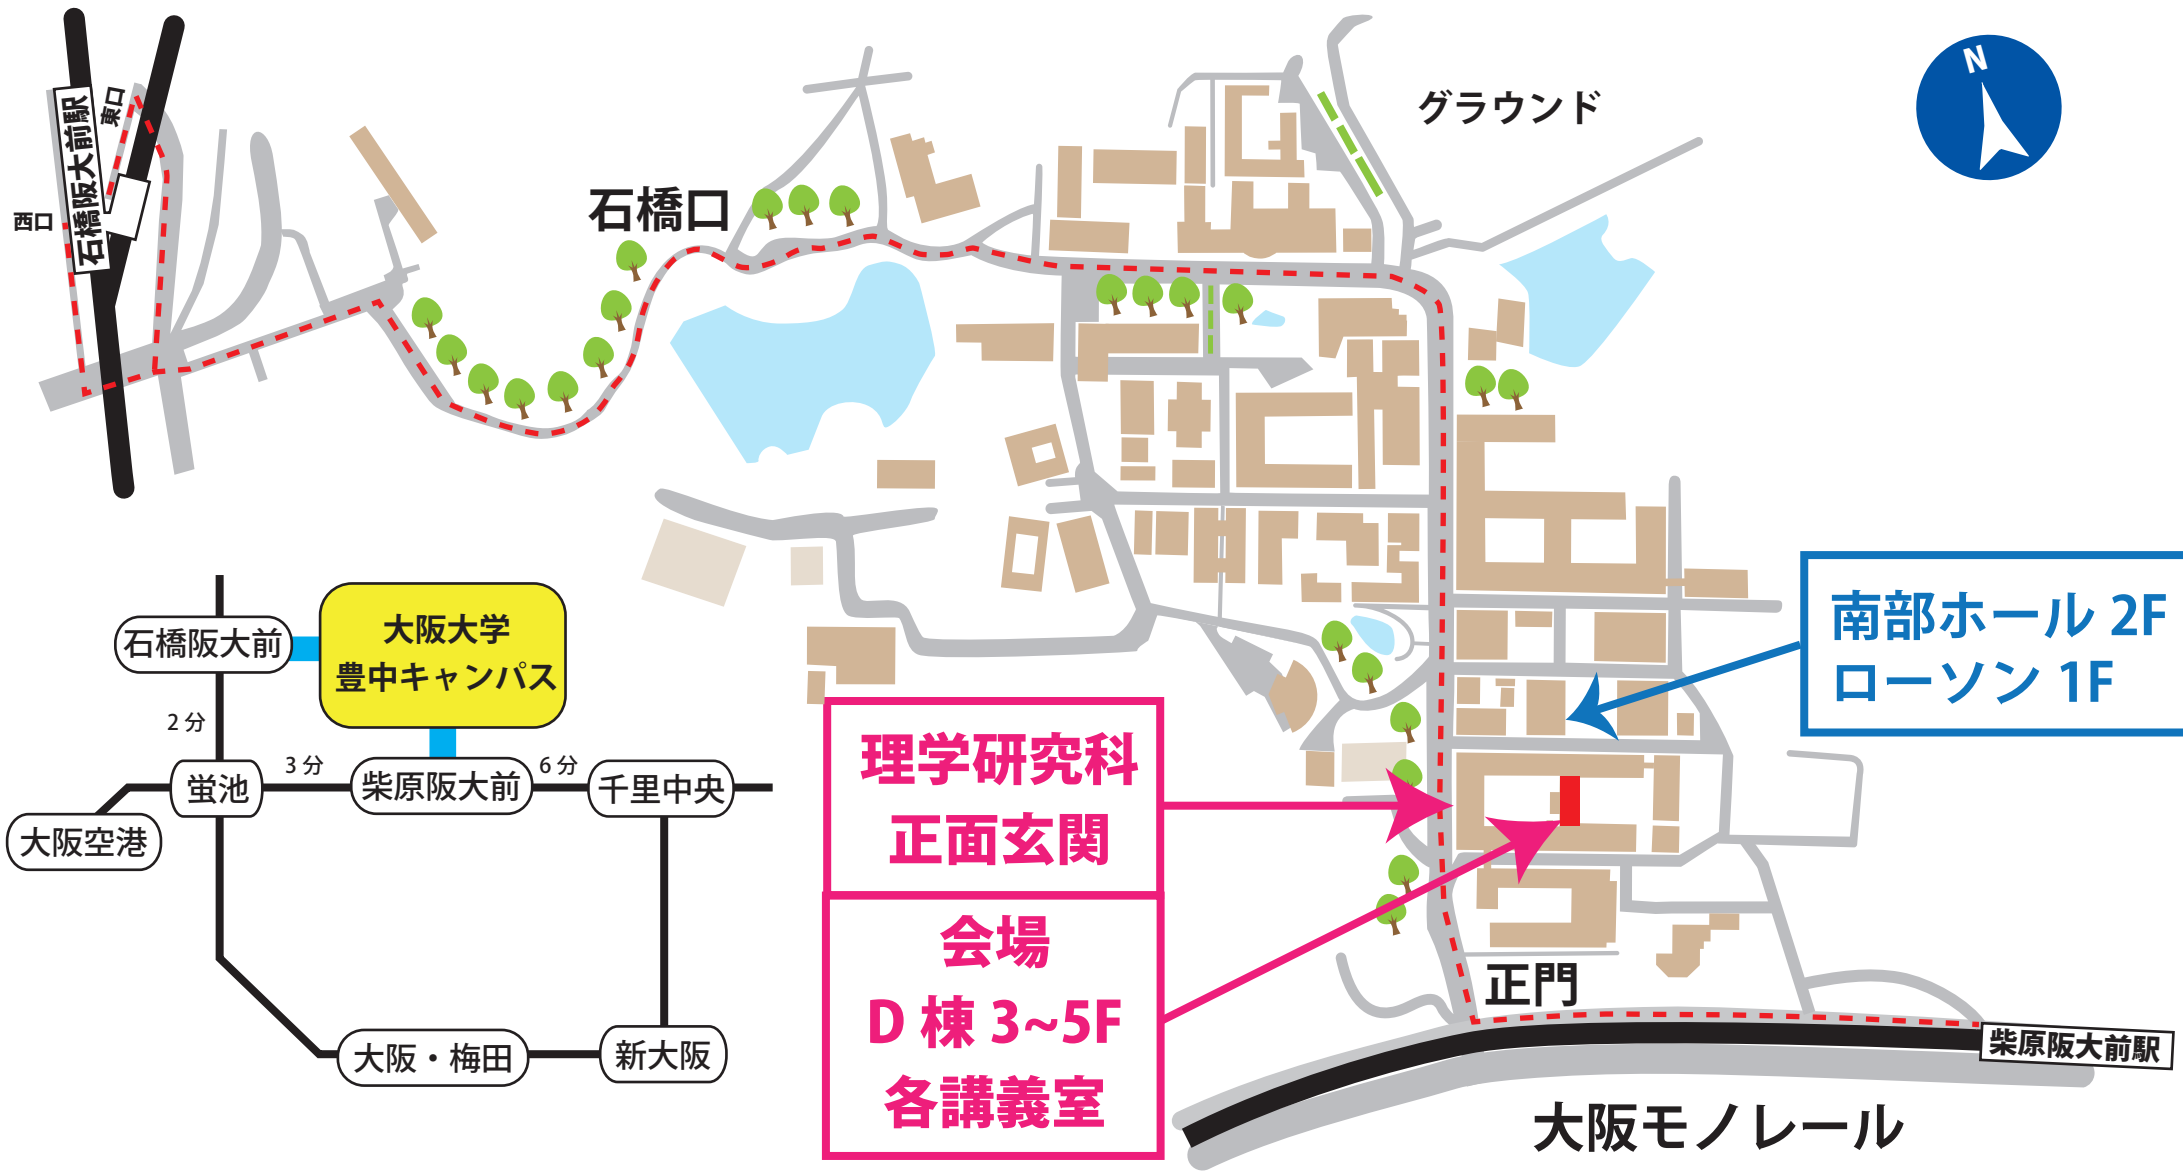 石橋阪大前駅
東口
西口
石橋口
グラウンド
N
南部ホール 2F
ローソン 1F
石橋阪大前
大阪大学
豊中キャンパス
2 分
3 分
6 分
蛍池
柴原阪大前
千里中央
大阪空港
大阪・梅田
新大阪
理学研究科
正面玄関
会場
D 棟 3~5F
各講義室
正門
柴原阪大前駅
大阪モノレール